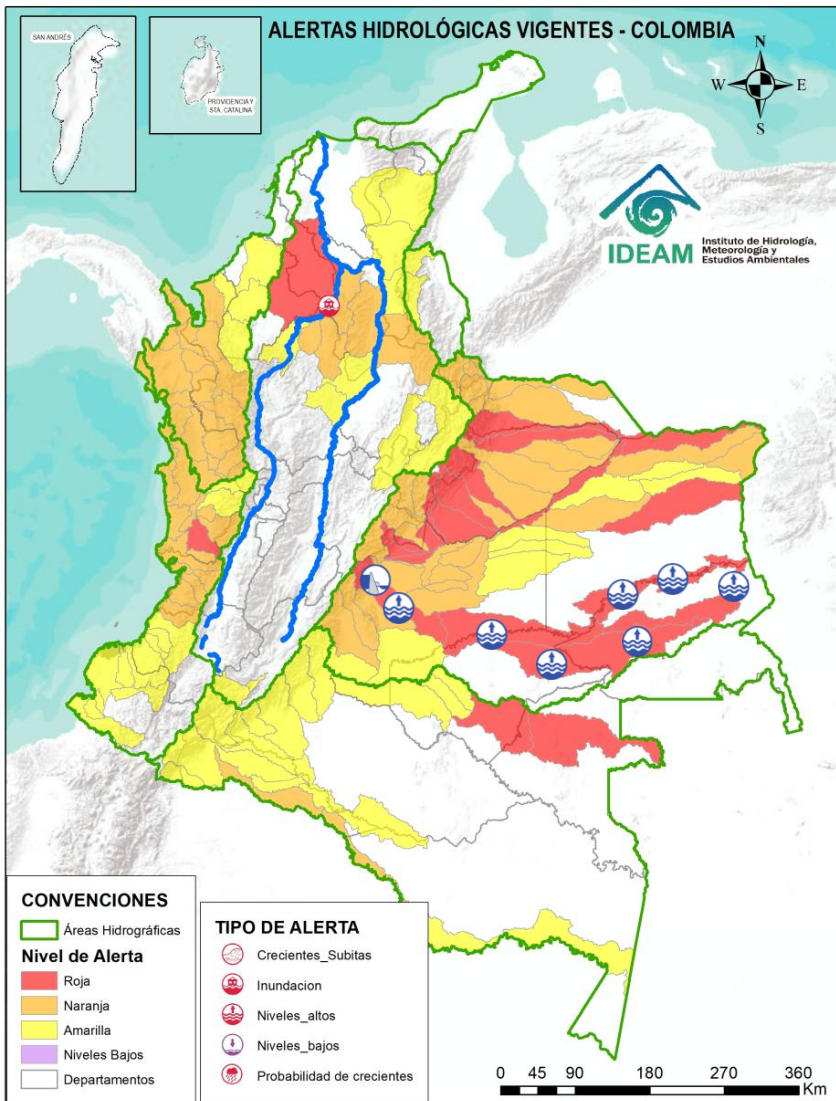 ALERTAS HIDROLÓGICAS VIGENTES - COLOMBIA
SAN ANDRÉS
PROVIDENCIA Y
STA. CATALINA
N
W
E
S
IDEAM
Instituto de Hidrología,
Meteorología y
Estudios Ambientales
CONVENCIONES
Áreas Hidrográficas
Nivel de Alerta
Roja
Naranja
Amarilla
Niveles Bajos
Departamentos
TIPO DE ALERTA
Crecientes_Subitas
Inundacion
Niveles_altos
Niveles_bajos
Probabilidad de crecientes
0 45 90 180 270 360
Km